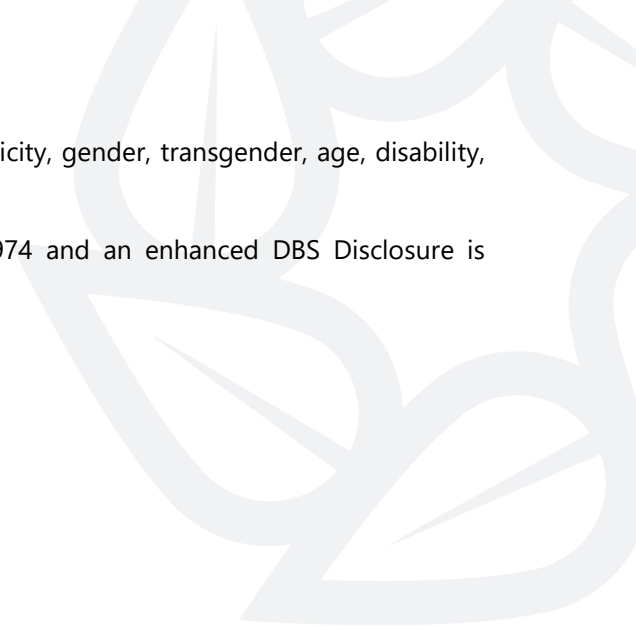 icity, gender, transgender, age, disability,
974 and an enhanced DBS Disclosure is